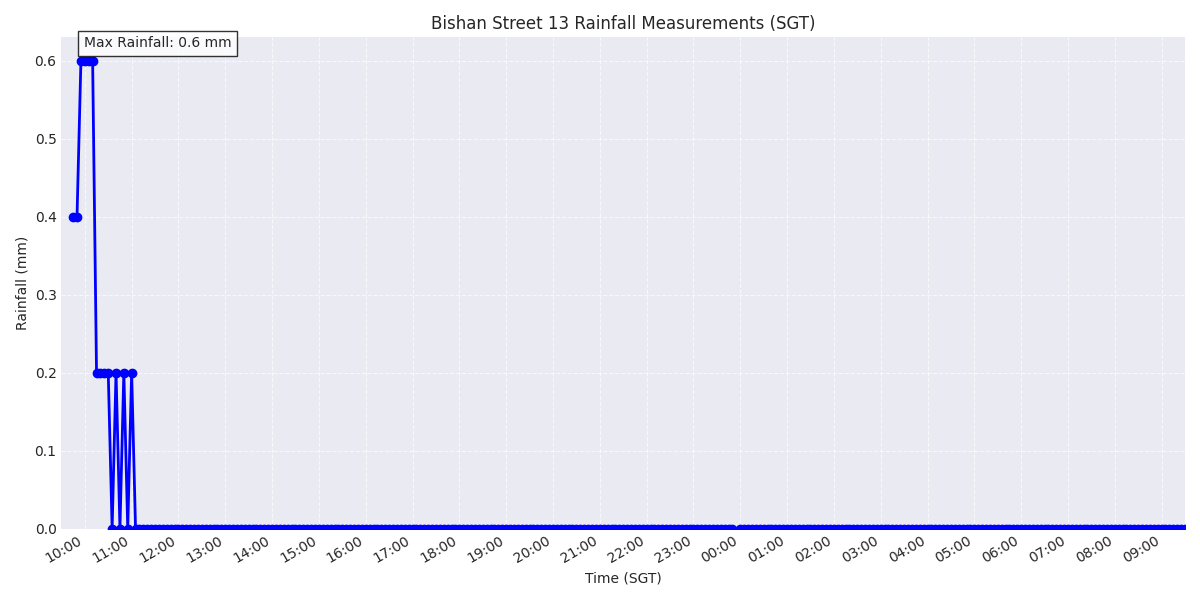 Bishan Street 13 Rainfall Measurements (SGT)
Max Rainfall: 0.6 mm
0.6
0.5
0.4
0.3
0.2
0.1
0.0
Rainfall (mm)
10:00 11:00 12:00 13:00 14:00 15:00 16:00 17:00 18:00 19:00 20:00 21:00 22:00 23:00 00:00 01:00 02:00 03:00 04:00 05:00 06:00 07:00 08:00 09:00
Time (SGT)